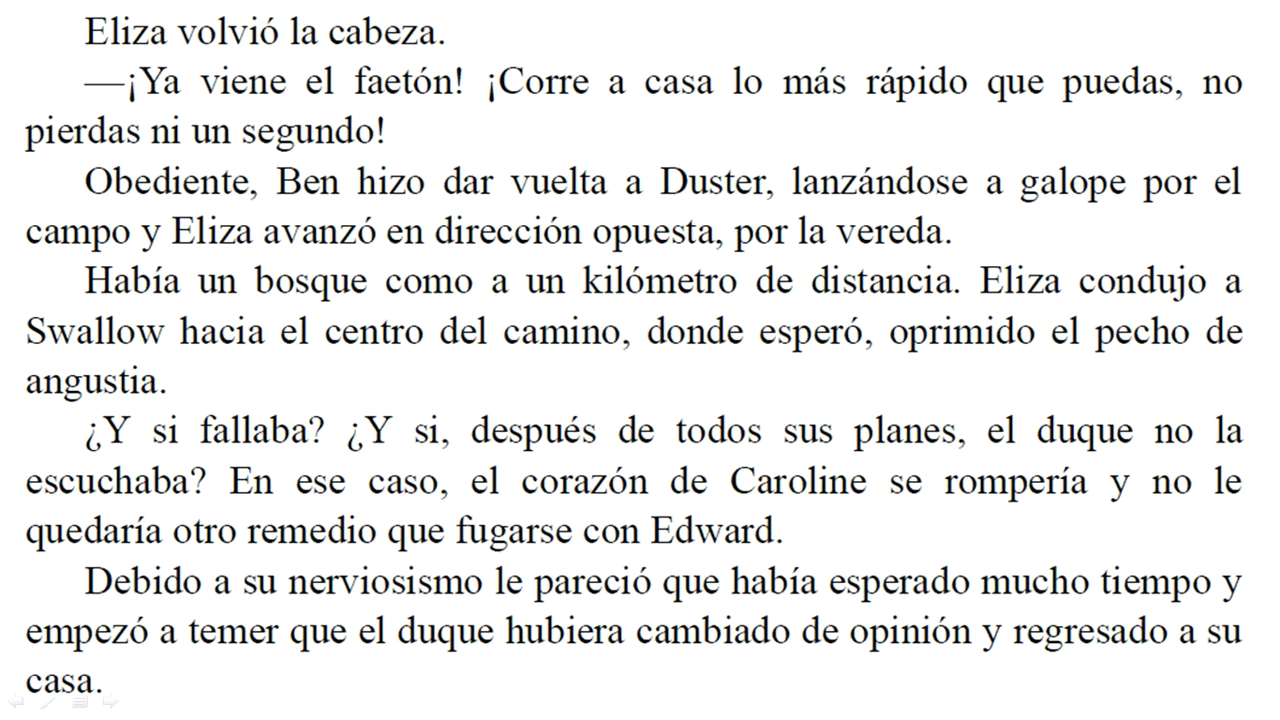 Eliza volvió la cabeza.
—¡Ya viene el faetón! ¡Corre a casa lo más rápido que puedas, no
pierdas ni un segundo!
Obediente, Ben hizo dar vuelta a Duster, lanzándose a galope por el
campo y Eliza avanzó en dirección opuesta, por la vereda.
Había un bosque como a un kilómetro de distancia. Eliza condujo a
Swallow hacia el centro del camino, donde esperó, oprimido el pecho de
angustia.
¿Y si fallaba? ¿Y si, después de todos sus planes, el duque no la
escuchaba? En ese caso, el corazón de Caroline se rompería y no le
quedaría otro remedio que fugarse con Edward.
Debido a su nerviosismo le pareció que había esperado mucho tiempo y
empezó a temer que el duque hubiera cambiado de opinión y regresado a su
casa.